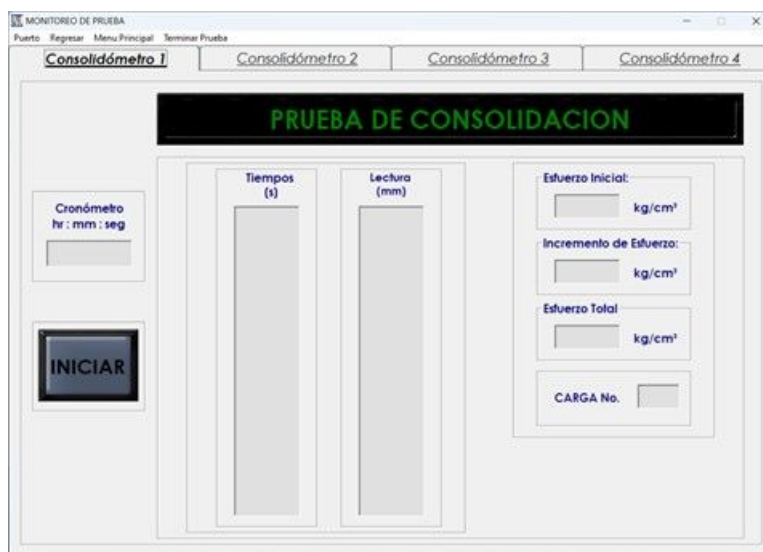 MONITOREO DE PRUEBA
Puerto Regresar Menu Principal Terminar Prueba
Consolidómetro 1 Consolidómetro 2 Consolidómetro 3 Consolidómetro 4
PRUEBA DE CONSOLIDACION
Cronómetro
hr : mm : seg
INICIAR
Tiempos
(s)
Lectura
(mm)
Esfuerzo Inicial:
kg/cm²
Incremento de Esfuerzo:
kg/cm²
Esfuerzo Total
kg/cm²
CARGA No.